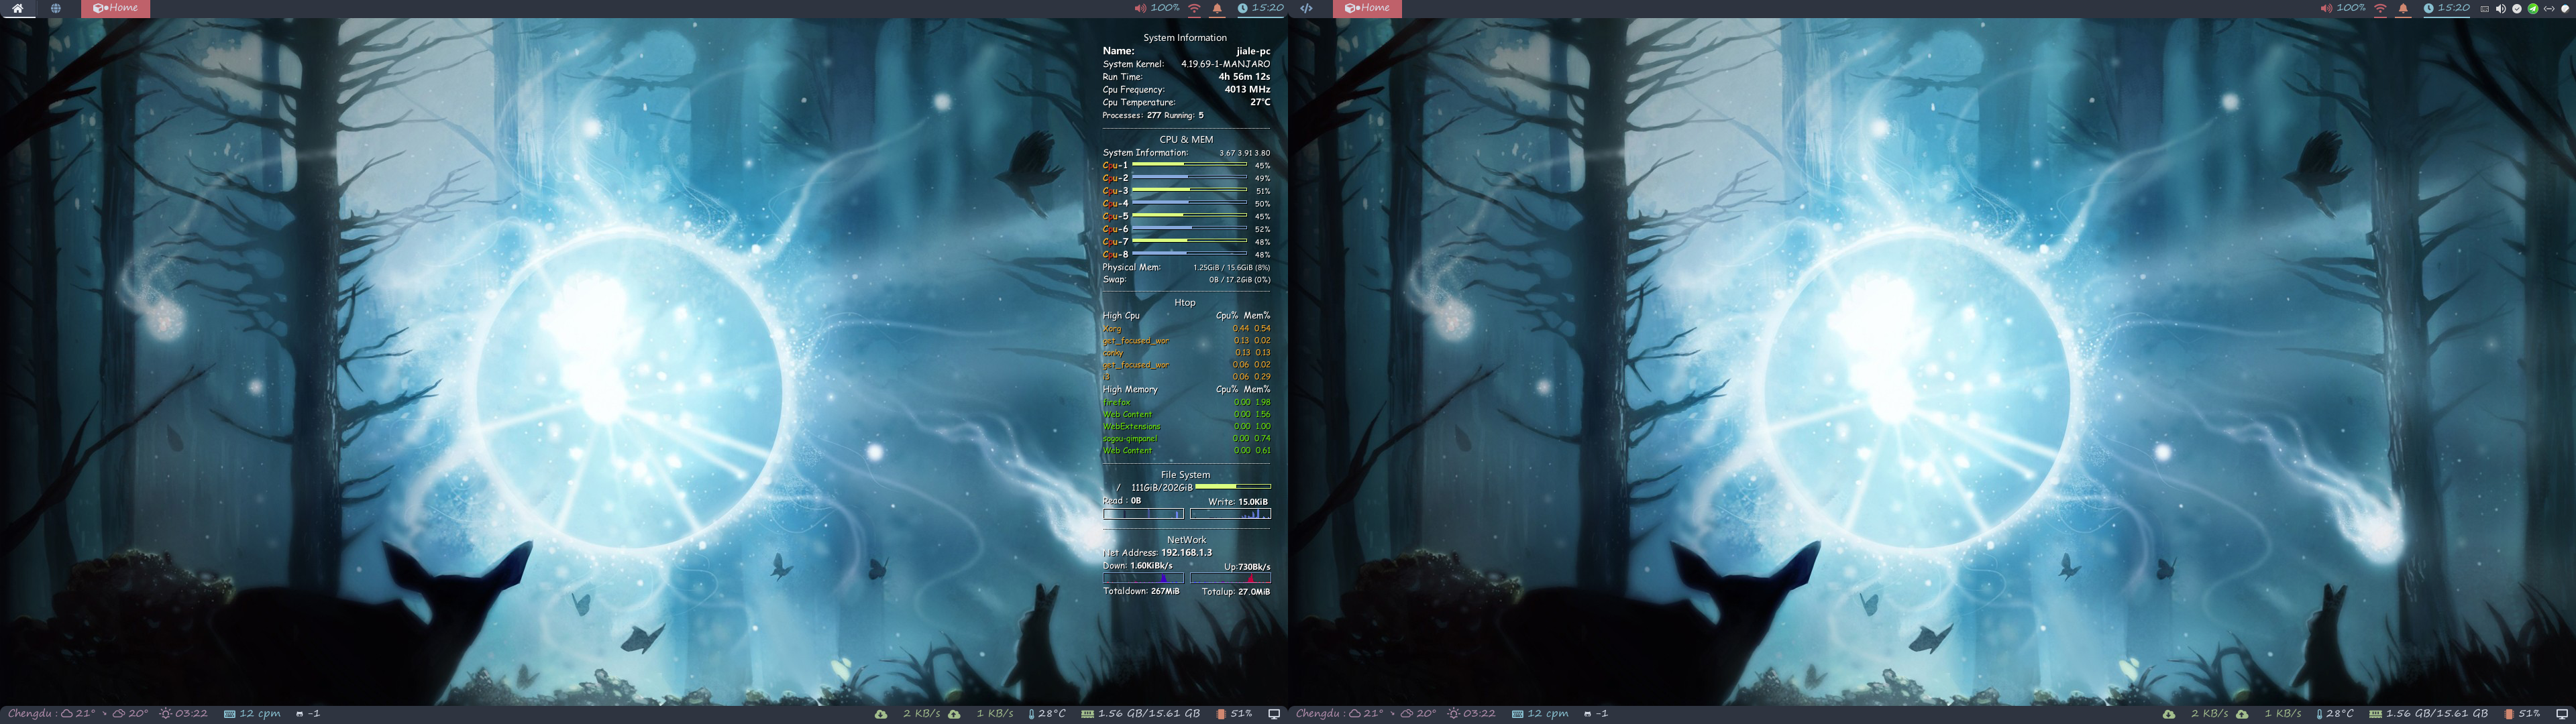 Home
100%
15:20
Home
100%
15:20
System Information
Name: jiale-pc
System Kernel: 4.19.69-1-MANJARO
Run Time: 4h 56m 12s
Cpu Frequency: 4013 MHz
Cpu Temperature: 27℃
Processes: 277 Running: 5
CPU & MEM
System Information: 3.67 3.91 3.80
Cpu-1 45%
Cpu-2 49%
Cpu-3 51%
Cpu-4 50%
Cpu-5 45%
Cpu-6 52%
Cpu-7 48%
Cpu-8 48%
Physical Mem: 1.25GiB / 15.6GiB (8%)
Swap: 0B / 17.2GiB (0%)
Htop
High Cpu Cpu% Mem%
Xorg 0.44 0.54
get_focused_wor 0.13 0.02
conky 0.13 0.13
get_focused_wor 0.06 0.02
i3 0.06 0.29
High Memory Cpu% Mem%
firefox 0.00 1.98
Web Content 0.00 1.56
WebExtensions 0.00 1.00
sogou-qimpanel 0.00 0.74
Web Content 0.00 0.61
File System
/ 111GiB/202GiB
Read : 0B Write: 15.0KiB
NetWork
Net Address: 192.168.1.3
Down: 1.60KiBk/s Up:730Bk/s
Totaldown: 267MiB Totalup: 27.0MiB
Chengdu : 21° 20° 03:22 12 cpm -1
2 KB/s 1 KB/s 28°C 1.56 GB/15.61 GB 51%
Chengdu : 21° 20° 03:22 12 cpm -1
2 KB/s 1 KB/s 28°C 1.56 GB/15.61 GB 51%